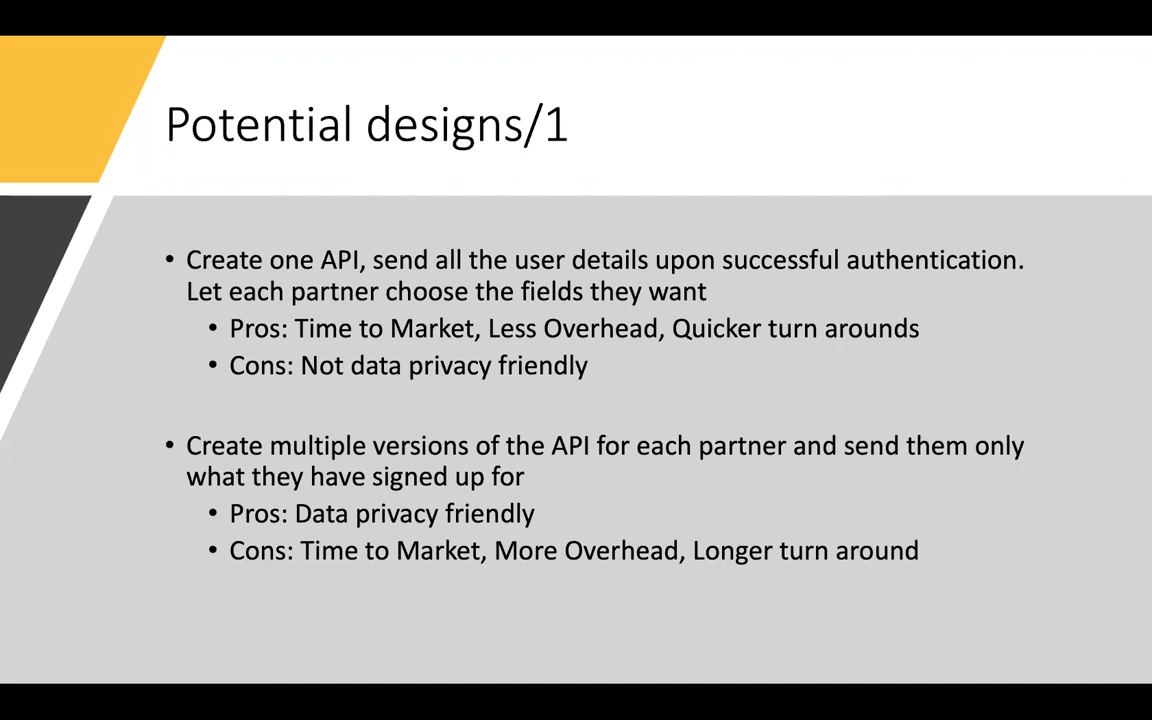 Potential designs/1
• Create one API, send all the user details upon successful authentication.
Let each partner choose the fields they want
• Pros: Time to Market, Less Overhead, Quicker turn arounds
• Cons: Not data privacy friendly
• Create multiple versions of the API for each partner and send them only
what they have signed up for
• Pros: Data privacy friendly
• Cons: Time to Market, More Overhead, Longer turn around